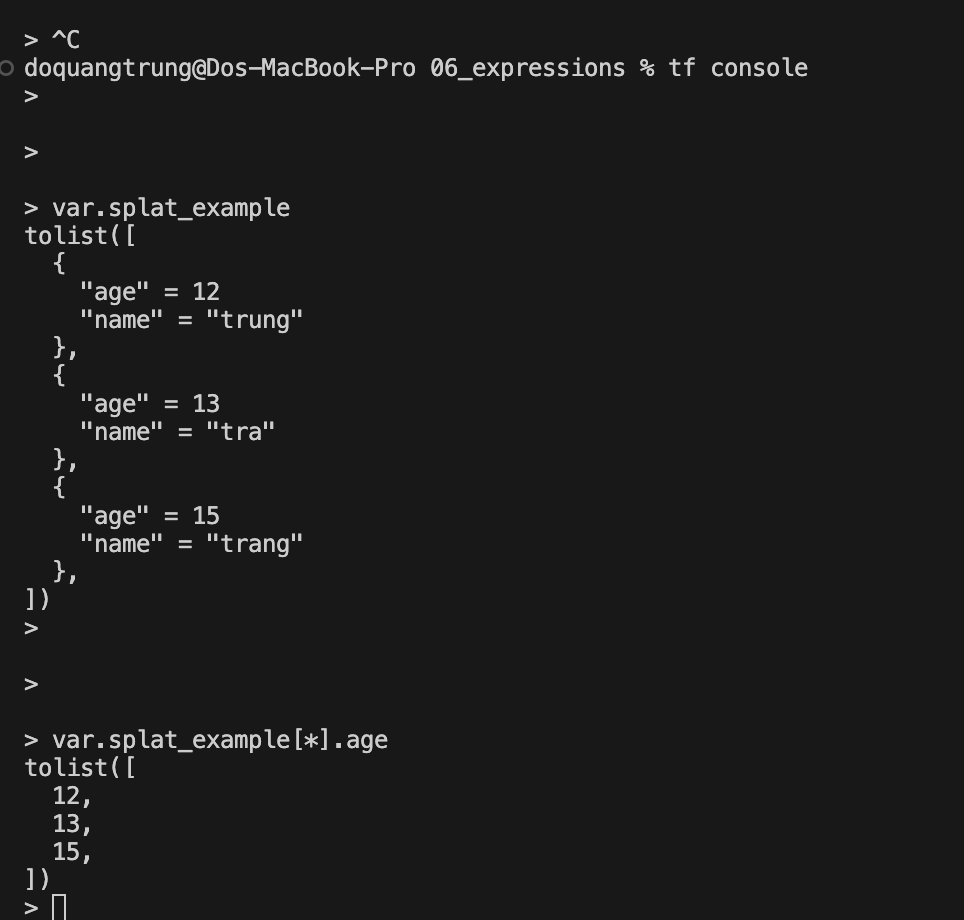 > ^C
doquangtrung@Dos-MacBook-Pro 06_expressions % tf console
>
>
> var.splat_example
tolist([
  {
    "age" = 12
    "name" = "trung"
  },
  {
    "age" = 13
    "name" = "tra"
  },
  {
    "age" = 15
    "name" = "trang"
  },
])
>
>
> var.splat_example[*].age
tolist([
  12,
  13,
  15,
])
>